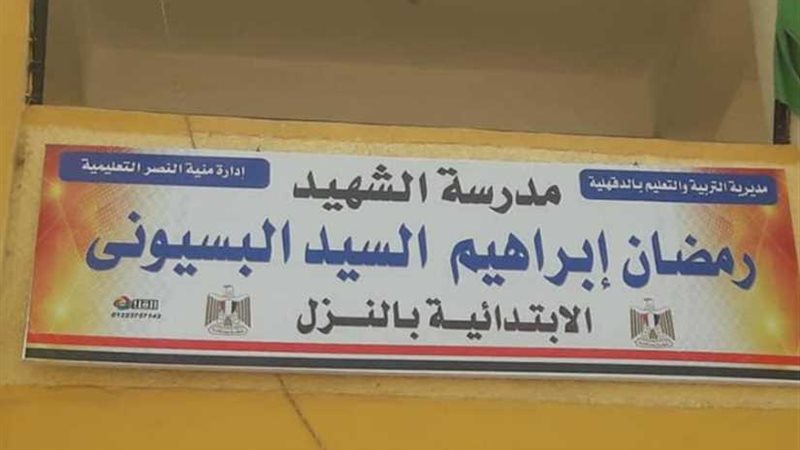 مديرية التربية والتعليم بالدقهلية
إدارة منية النصر التعليمية
مدرسة الشهيد
رمضان إبراهيم السيد البسيونى
الابتدائية بالنزل